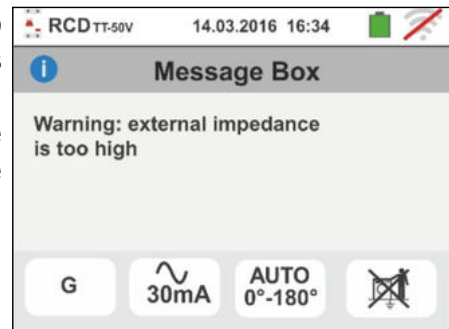 RCD TT-50V 14.03.2016 16:34
Message Box
Warning: external impedance
is too high
G
30mA
AUTO
0°-180°